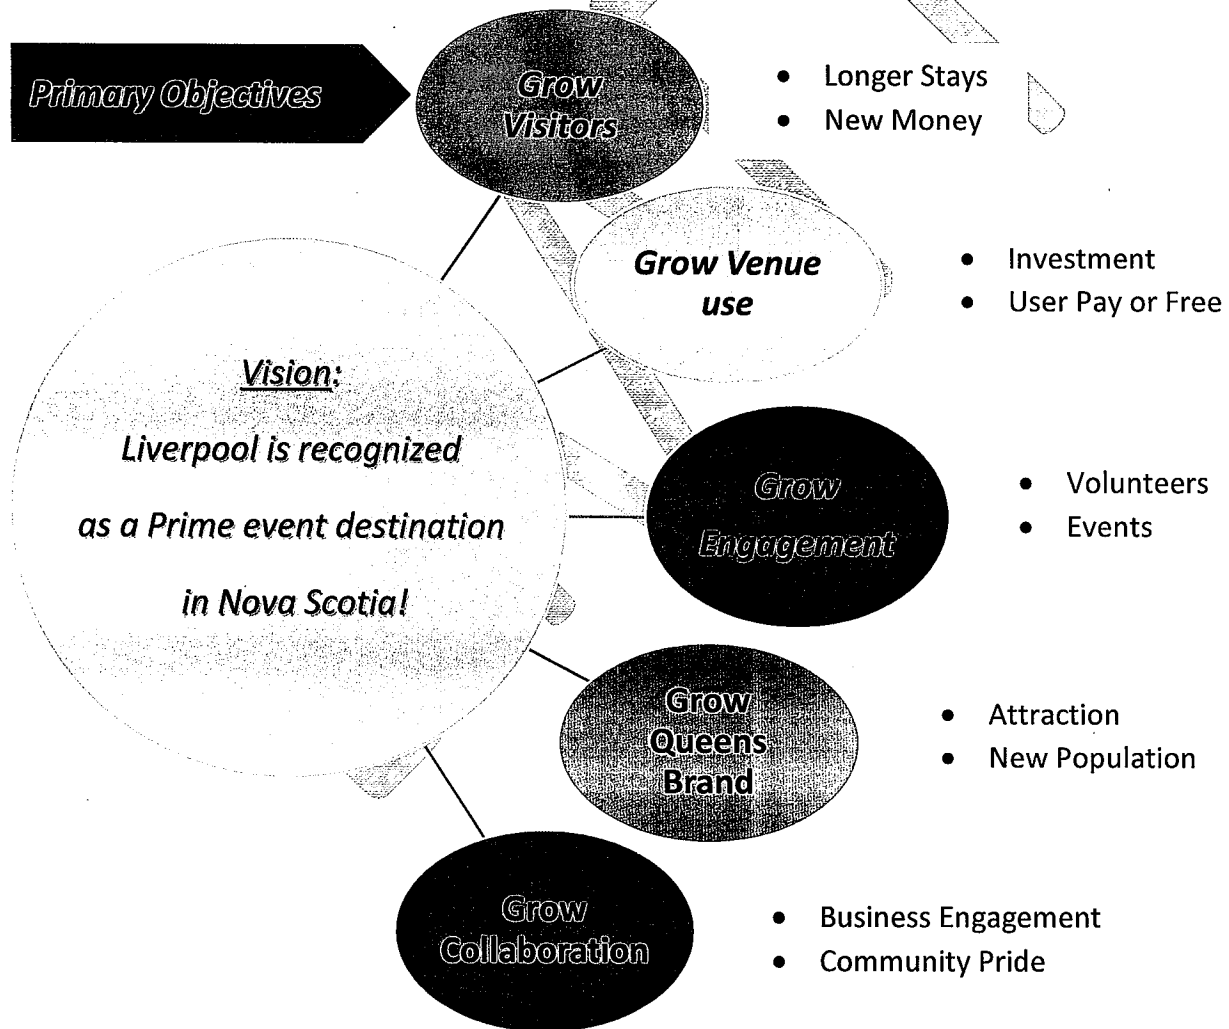 Primary Objectives
Grow
Visitors
• Longer Stays
• New Money
Grow Venue
use
• Investment
• User Pay or Free
Vision:
Liverpool is recognized
as a Prime event destination
in Nova Scotia!
Grow
Engagement
• Volunteers
• Events
Grow
Queens
Brand
• Attraction
• New Population
Grow
Collaboration
• Business Engagement
• Community Pride